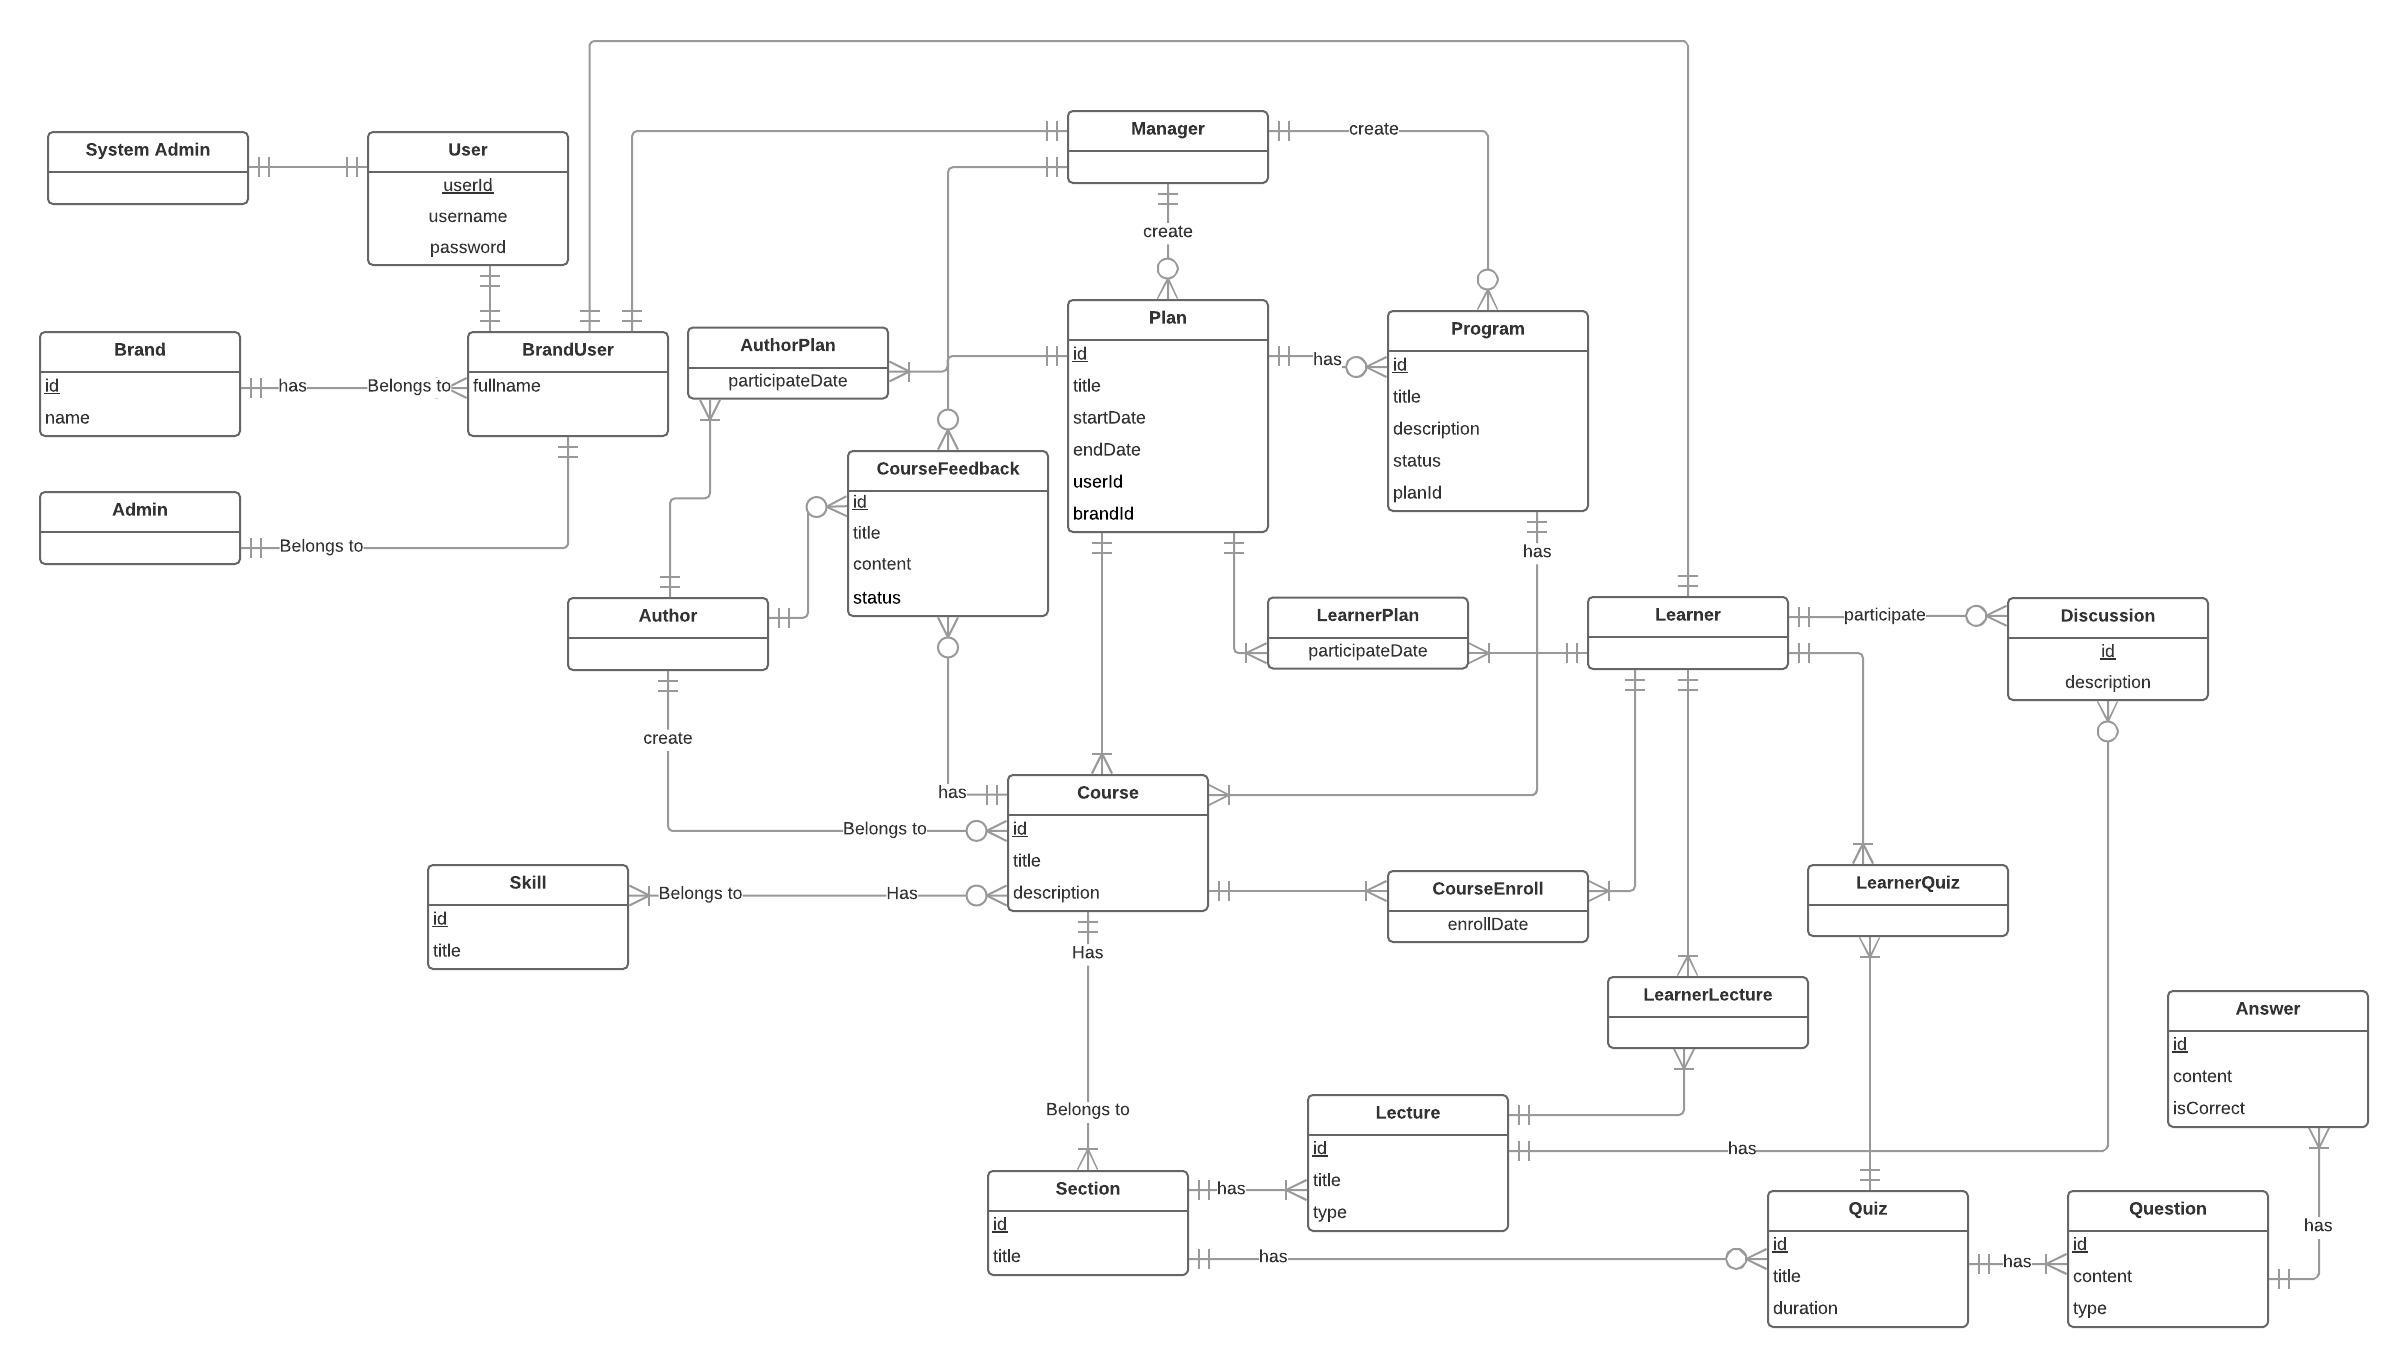 System Admin
User
userId
username
password
Manager
create
create
Brand
id
name
has
Belongs to
BrandUser
fullname
AuthorPlan
participateDate
Plan
id
title
startDate
endDate
userId
brandId
has
Program
id
title
description
status
planId
has
Admin
Belongs to
CourseFeedback
id
title
content
status
Author
create
LearnerPlan
participateDate
Learner
participate
Discussion
id
description
has
Belongs to
Course
id
title
description
Skill
id
title
Belongs to
Has
CourseEnroll
enrollDate
LearnerQuiz
Has
Belongs to
LearnerLecture
Answer
id
content
isCorrect
Lecture
id
title
type
has
Section
id
title
has
has
Quiz
id
title
duration
has
Question
id
content
type
has